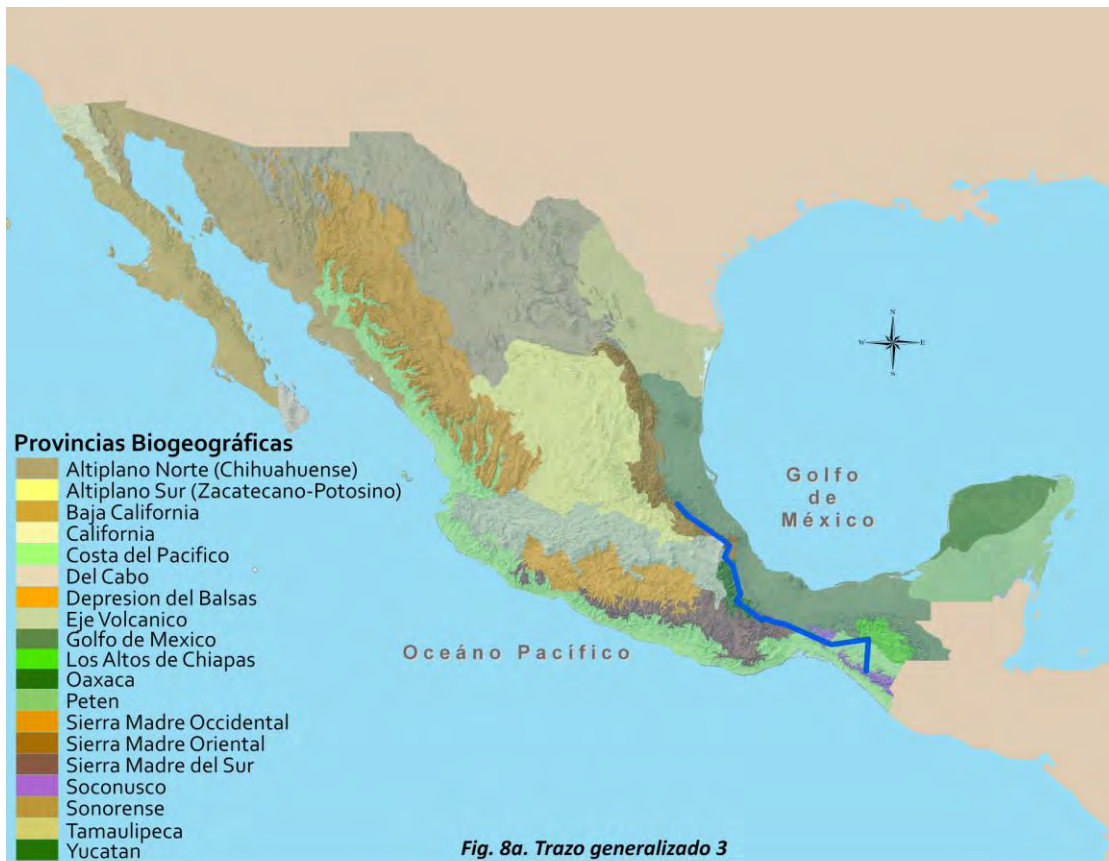 N
W
E
S
Provincias Biogeográficas
Altiplano Norte (Chihuahuense)
Altiplano Sur (Zacatecano-Potosino)
Baja California
California
Costa del Pacifico
Del Cabo
Depresion del Balsas
Eje Volcanico
Golfo de Mexico
Los Altos de Chiapas
Oaxaca
Peten
Sierra Madre Occidental
Sierra Madre Oriental
Sierra Madre del Sur
Soconusco
Sonorense
Tamaulipeca
Yucatan
Golfo
de
México
Oceáno Pacífico
Fig. 8a. Trazo generalizado 3